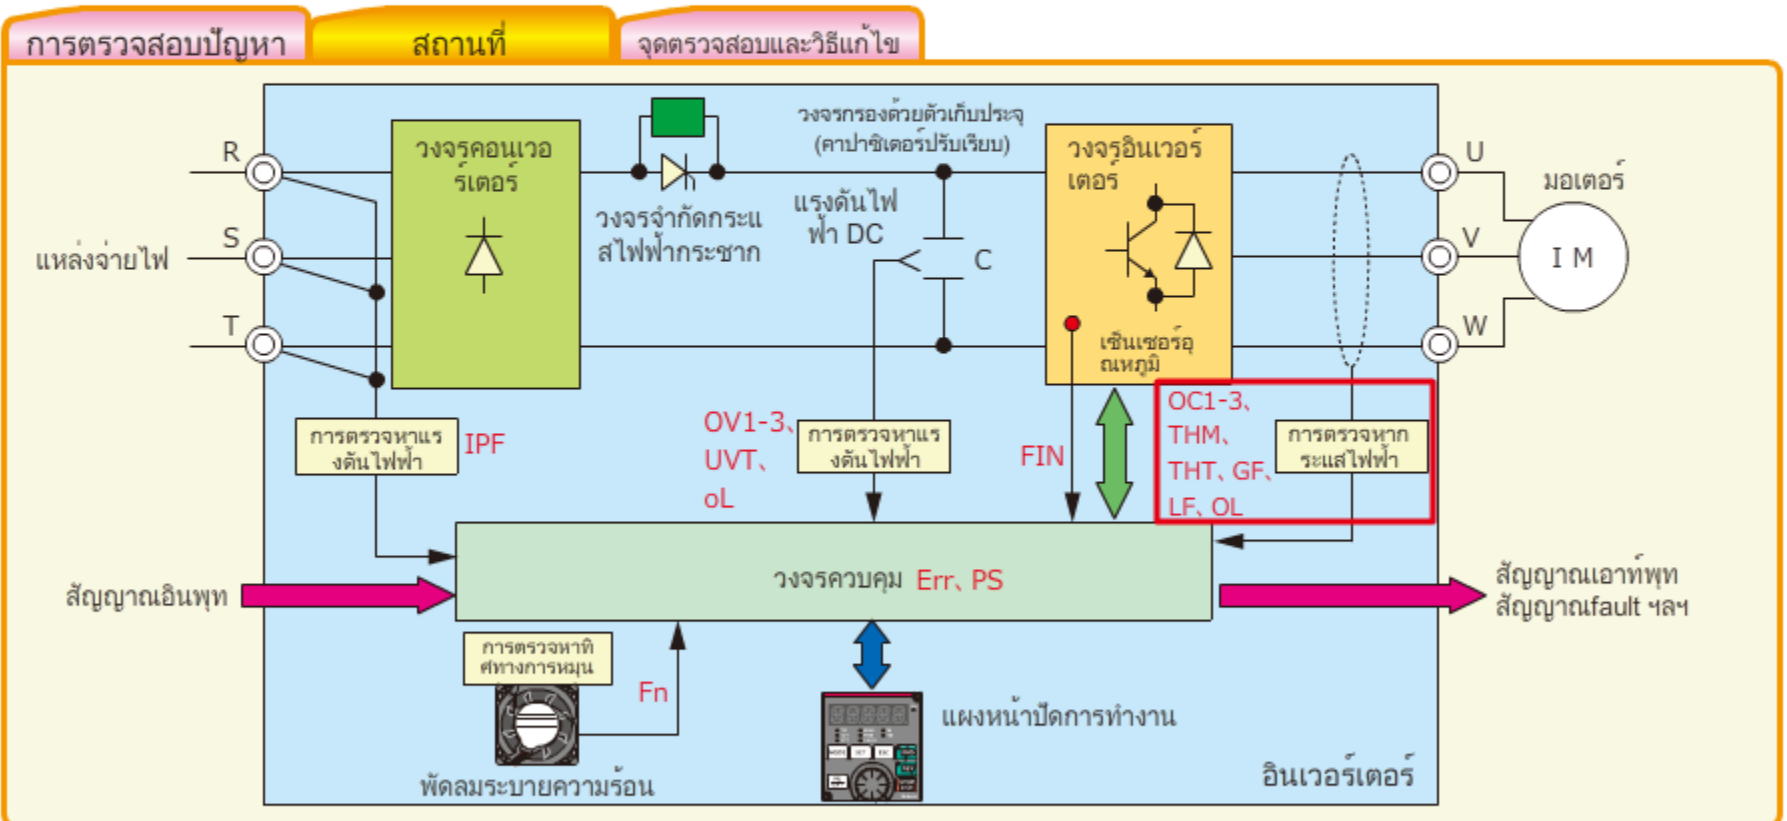 การตรวจสอบปัญหา
สถานที่
จุดตรวจสอบและวิธีแก้ไข
วงจรกรองด้วยตัวเก็บประจุ
(คาปาซิเตอร์ปรับเรียบ)
วงจรคอนเวอ
ร์เตอร์
วงจรอินเวอร์
เตอร์
R
S
T
แหล่งจ่ายไฟ
วงจรจำกัดกระแ
สไฟฟ้ากระชาก
แรงดันไฟ
ฟ้า DC
C
เซ็นเซอร์อุ
ณหภูมิ
U
V
W
มอเตอร์
I M
การตรวจหาแร
งดันไฟฟ้า
IPF
OV1-3、
UVT、
oL
การตรวจหาแร
งดันไฟฟ้า
FIN
OC1-3、
THM、
THT、GF、
LF、OL
การตรวจหาก
ระแสไฟฟ้า
วงจรควบคุม Err、PS
สัญญาณอินพุท
สัญญาณเอาท์พุท
สัญญาณfault ฯลฯ
การตรวจหาทิ
ศทางการหมุน
Fn
พัดลมระบายความร้อน
แผงหน้าปัดการทำงาน
อินเวอร์เตอร์